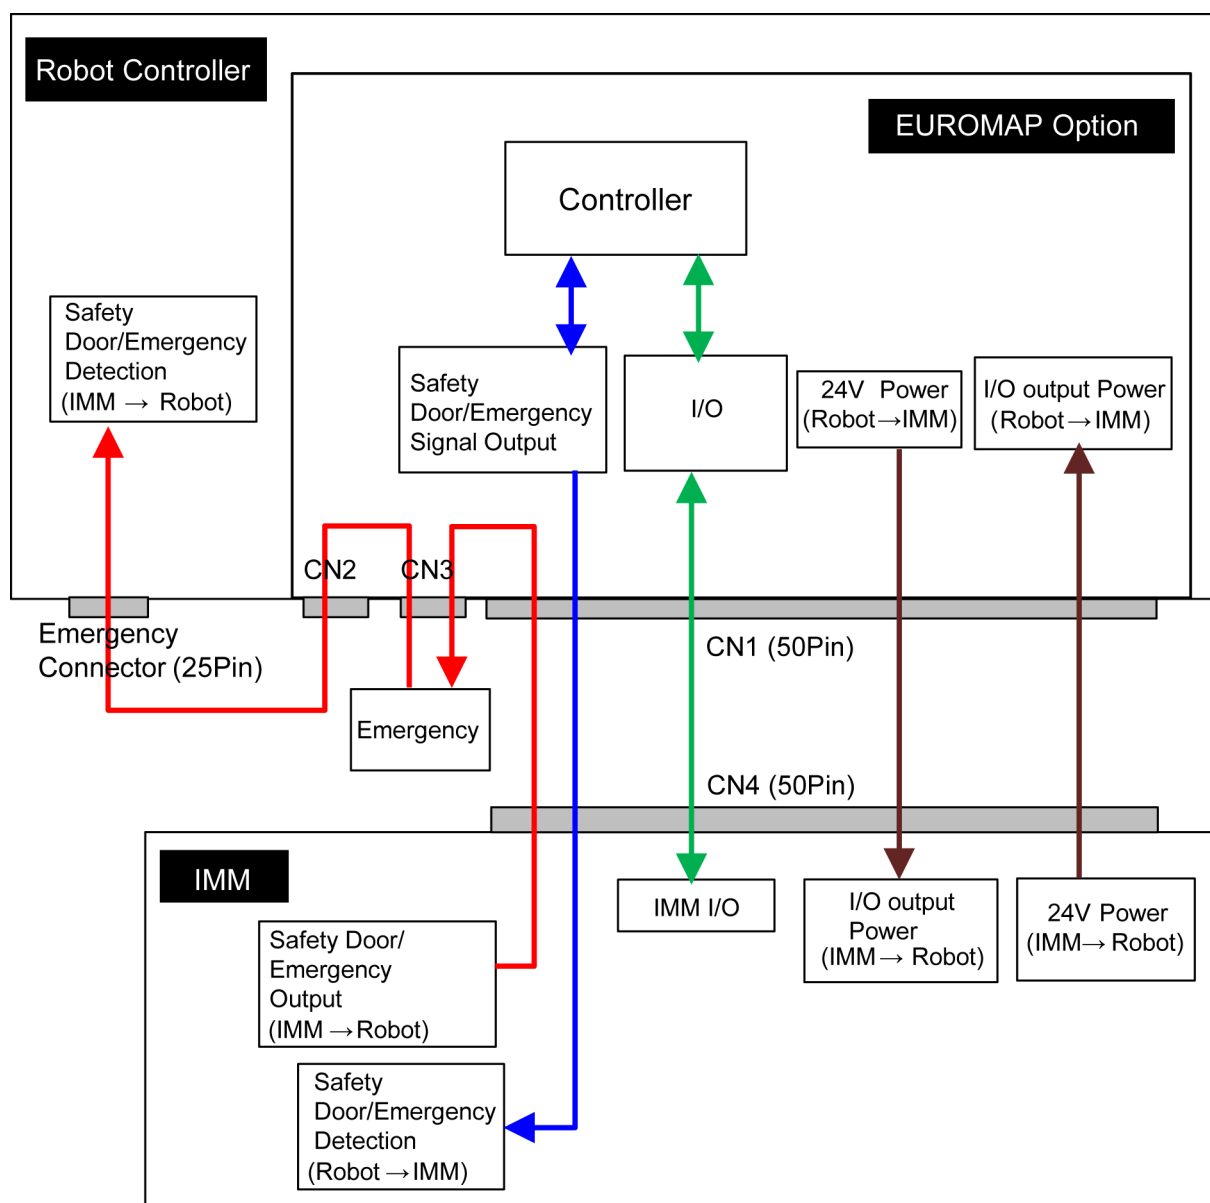 Robot Controller
EUROMAP Option
Controller
Safety
Door/Emergency
Detection
(IMM → Robot)
Safety
Door/Emergency
Signal Output
I/O
24V Power
(Robot→IMM)
I/O output Power
(Robot→IMM)
CN2
CN3
Emergency
Connector (25Pin)
CN1 (50Pin)
Emergency
CN4 (50Pin)
IMM
IMM I/O
I/O output
Power
(IMM→ Robot)
24V Power
(IMM→ Robot)
Safety Door/
Emergency
Output
(IMM →Robot)
Safety
Door/Emergency
Detection
(Robot →IMM)